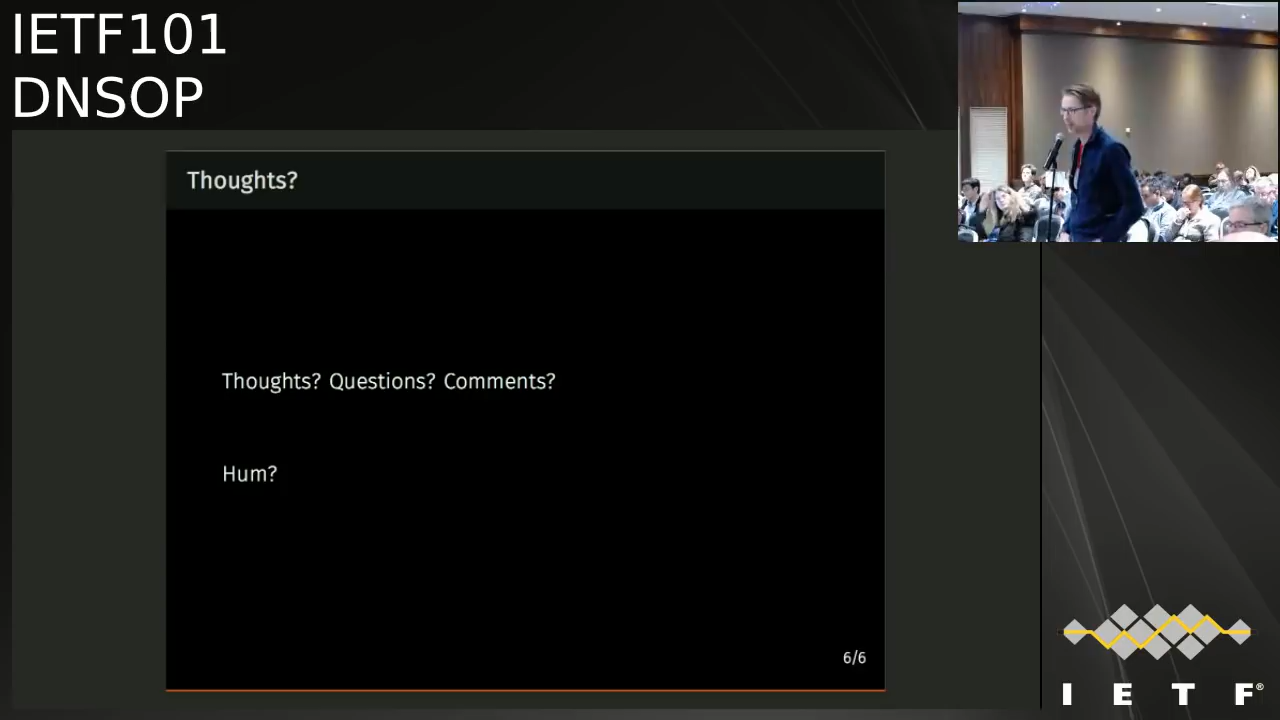 IETF101
DNSOP
Thoughts?
Thoughts? Questions? Comments?
Hum?
6/6
I E T F®